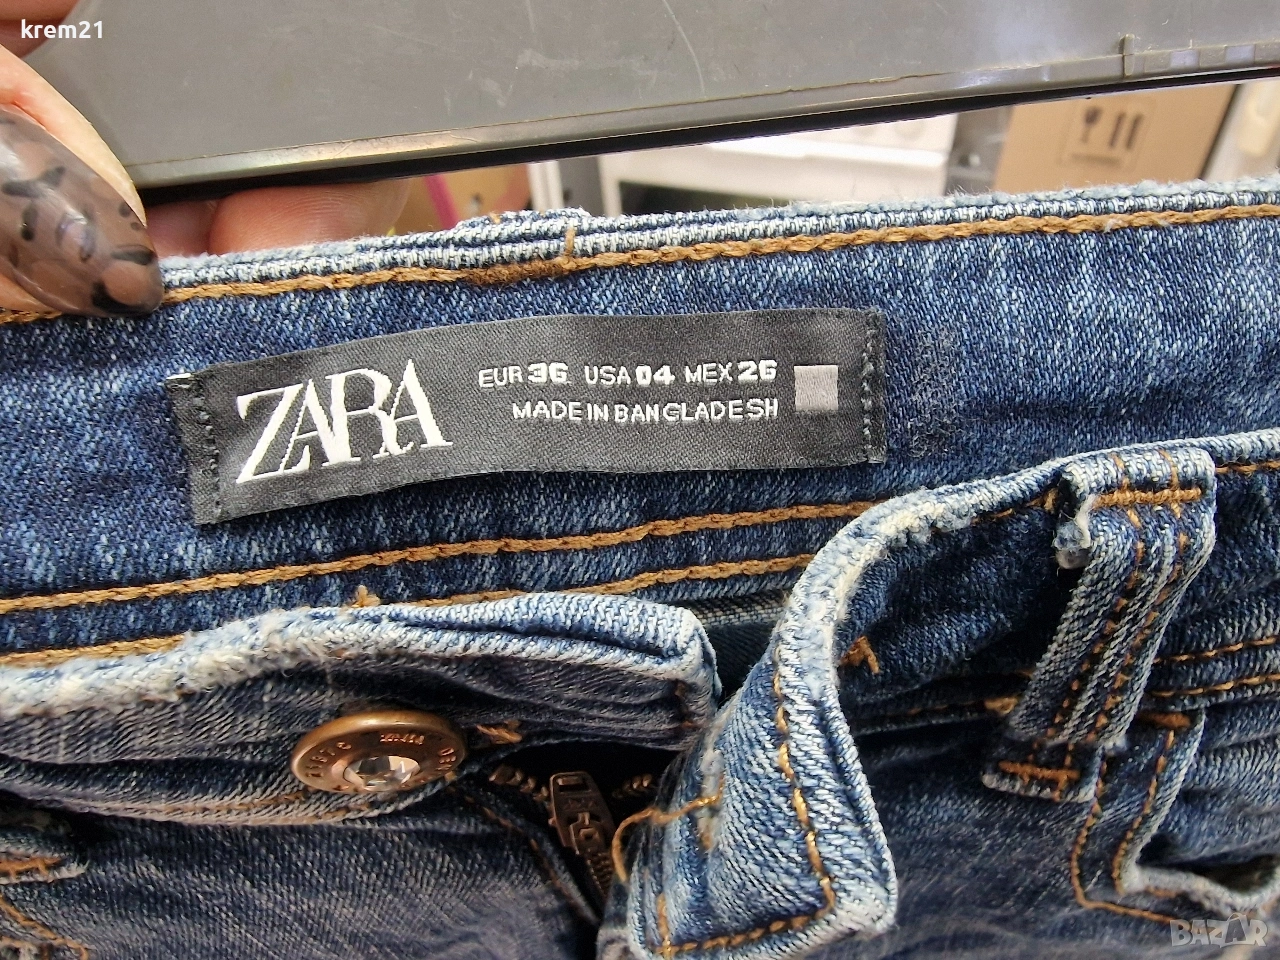 krem21
ZARA
EUR 36 USA 04 MEX 26
MADE IN BANGLADESH
BAZAR